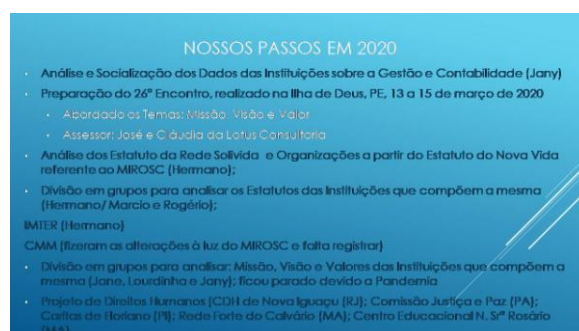 NOSSOS PASSOS EM 2020
• Análise e Socialização dos Dados das Instituições sobre a Gestão e Contabilidade (Jany)
• Preparação do 26º Encontro, realizado na Ilha de Deus, PE, 13 a 15 de março de 2020
• Abordado os Temas: Missão, Visão e Valor
• Assessor: José e Cláudia da Lotus Consultoria
• Análise dos Estatuto da Rede Solivida e Organizações a partir do Estatuto do Nova Vida
referente ao MIROSC (Hermano);
• Divisão em grupos para analisar os Estatutos das Instituições que compõem a mesma
(Hermano/ Marcio e Rogério);
IMTER (Hermano)
CMM (fizeram as alterações à luz do MIROSC e falta registrar)
• Divisão em grupos para analisar: Missão, Visão e Valores das Instituições que compõem a
mesma (Jane, Lourdinha e Jany); ficou parado devido a Pandemia
• Projeto de Direitos Humanos (CDH de Nova Iguaçu (RJ); Comissão Justiça e Paz (PA);
Caritas de Floriano (PI); Rede Forte do Calvário (MA); Centro Educacional N. Srª Rosário
(MA)